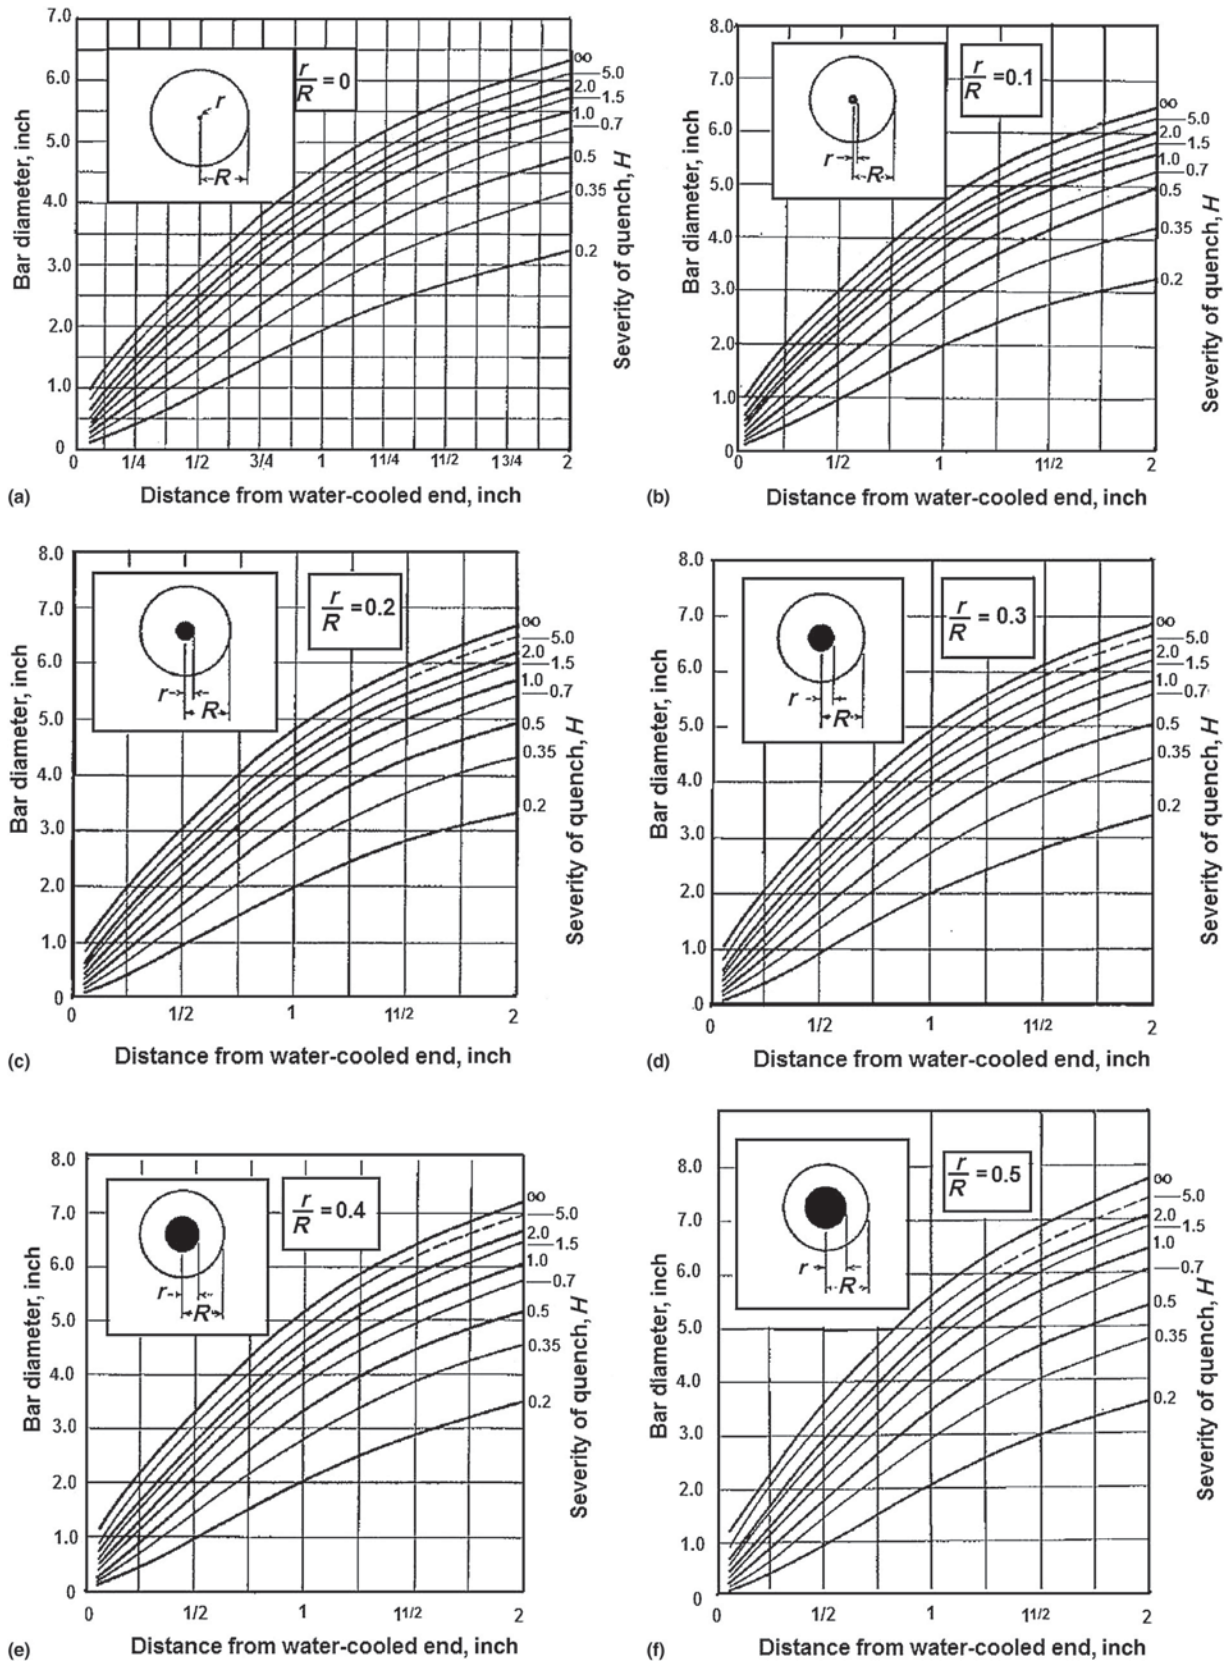 7.0
6.0
5.0
4.0
3.0
2.0
1.0
0
r/R = 0
r
R
∞
5.0
2.0
1.5
1.0
0.7
0.5
0.35
0.2
Bar diameter, inch
Severity of quench, H
0 1/4 1/2 3/4 1 11/4 11/2 13/4 2
(a) Distance from water-cooled end, inch
8.0
7.0
6.0
5.0
4.0
3.0
2.0
1.0
0
r/R = 0.1
r
R
∞
5.0
2.0
1.5
1.0
0.7
0.5
0.35
0.2
Bar diameter, inch
Severity of quench, H
0 1/2 1 11/2 2
(b) Distance from water-cooled end, inch
8.0
7.0
6.0
5.0
4.0
3.0
2.0
1.0
0
r/R = 0.2
r
R
∞
5.0
2.0
1.5
1.0
0.7
0.5
0.35
0.2
Bar diameter, inch
Severity of quench, H
0 1/2 1 11/2 2
(c) Distance from water-cooled end, inch
8.0
7.0
6.0
5.0
4.0
3.0
2.0
1.0
.0
r/R = 0.3
r
R
∞
5.0
2.0
1.5
1.0
0.7
0.5
0.35
0.2
Bar diameter, inch
Severity of quench, H
0 1/2 1 11/2 2
(d) Distance from water-cooled end, inch
8.0
7.0
6.0
5.0
4.0
3.0
2.0
1.0
0
r/R = 0.4
r
R
∞
5.0
2.0
1.5
1.0
0.7
0.5
0.35
0.2
Bar diameter, inch
Severity of quench, H
0 1/2 1 11/2 2
(e) Distance from water-cooled end, inch
8.0
7.0
6.0
5.0
4.0
3.0
2.0
1.0
0
r/R = 0.5
r
R
∞
5.0
2.0
1.5
1.0
0.7
0.5
0.35
0.2
Bar diameter, inch
Severity of quench, H
0 1/2 1 11/2 2
(f) Distance from water-cooled end, inch